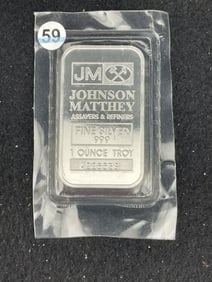 59
JM
JOHNSON
MATTHEY
ASSAYERS & REFINERS
FINE SILVER
999
1 OUNCE TROY